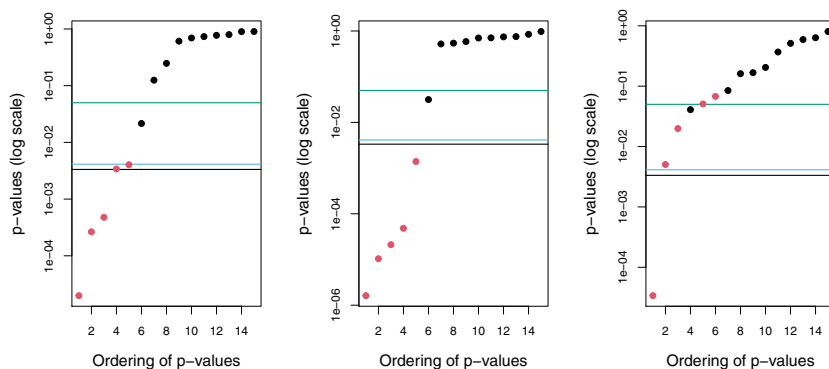 p−values (log scale)
1e+00
1e−01
1e−02
1e−03
1e−04
2 4 6 8 10 12 14
Ordering of p−values
p−values (log scale)
1e+00
1e−02
1e−04
1e−06
2 4 6 8 10 12 14
Ordering of p−values
p−values (log scale)
1e+00
1e−01
1e−02
1e−03
1e−04
2 4 6 8 10 12 14
Ordering of p−values